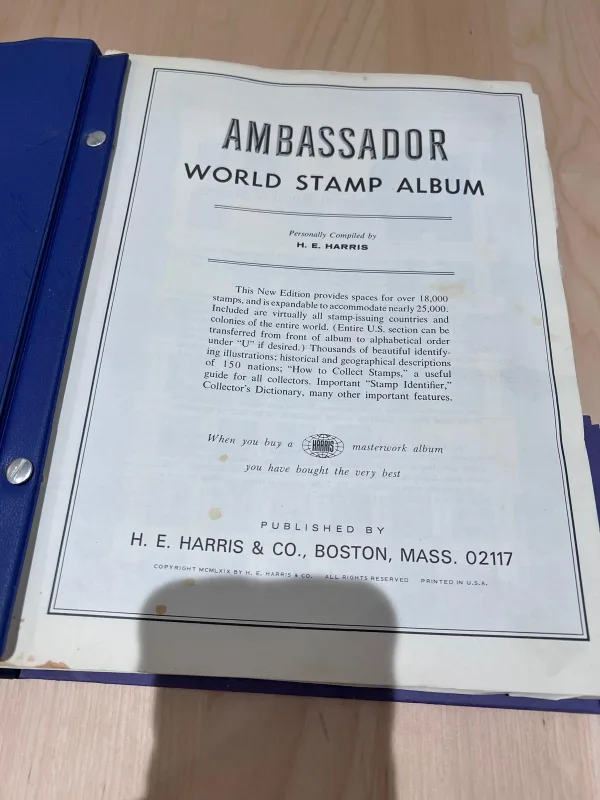 AMBASSADOR
WORLD STAMP ALBUM
Personally Compiled by
H. E. HARRIS
This New Edition provides spaces for over 18,000
stamps, and is expandable to accommodate nearly 25,000.
Included are virtually all stamp-issuing countries and
colonies of the entire world. (Entire U.S. section can be
transferred from front of album to alphabetical order
under "U" if desired.) Thousands of beautiful identify-
ing illustrations; historical and geographical descriptions
of 150 nations; "How to Collect Stamps," a useful
guide for all collectors. Important "Stamp Identifier,"
Collector's Dictionary, many other important features.
When you buy a HARRIS masterwork album
you have bought the very best
PUBLISHED BY
H. E. HARRIS & CO., BOSTON, MASS. 02117
COPYRIGHT MCMLXIX BY H. E. HARRIS & CO. ALL RIGHTS RESERVED PRINTED IN U.S.A.